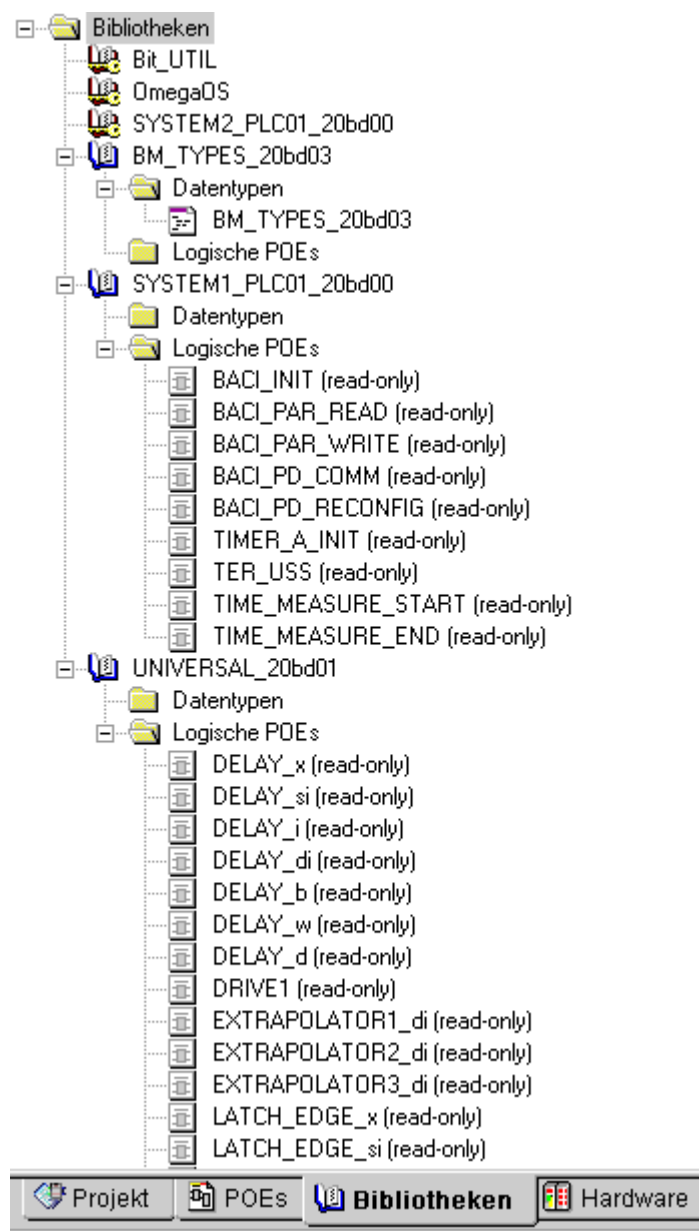 Bibliotheken
Bit_UTIL
OmegaOS
SYSTEM2_PLC01_20bd00
BM_TYPES_20bd03
Datentypen
BM_TYPES_20bd03
Logische POEs
SYSTEM1_PLC01_20bd00
Datentypen
Logische POEs
BACI_INIT (read-only)
BACI_PAR_READ (read-only)
BACI_PAR_WRITE (read-only)
BACI_PD_COMM (read-only)
BACI_PD_RECONFIG (read-only)
TIMER_A_INIT (read-only)
TER_USS (read-only)
TIME_MEASURE_START (read-only)
TIME_MEASURE_END (read-only)
UNIVERSAL_20bd01
Datentypen
Logische POEs
DELAY_x (read-only)
DELAY_si (read-only)
DELAY_i (read-only)
DELAY_di (read-only)
DELAY_b (read-only)
DELAY_w (read-only)
DELAY_d (read-only)
DRIVE1 (read-only)
EXTRAPOLATOR1_di (read-only)
EXTRAPOLATOR2_di (read-only)
EXTRAPOLATOR3_di (read-only)
LATCH_EDGE_x (read-only)
LATCH_EDGE_si (read-only)
Projekt POEs Bibliotheken Hardware